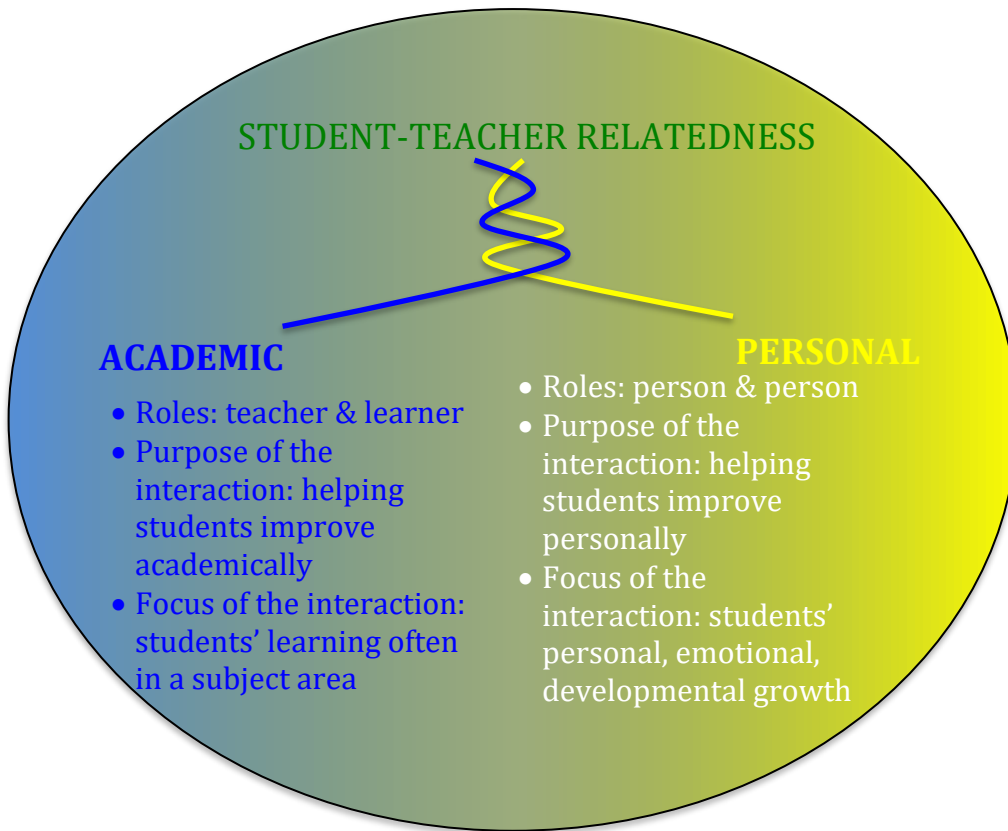 STUDENT-TEACHER RELATEDNESS
ACADEMIC
• Roles: teacher & learner
• Purpose of the
interaction: helping
students improve
academically
• Focus of the interaction:
students’ learning often
in a subject area
PERSONAL
• Roles: person & person
• Purpose of the
interaction: helping
students improve
personally
• Focus of the
interaction: students’
personal, emotional,
developmental growth